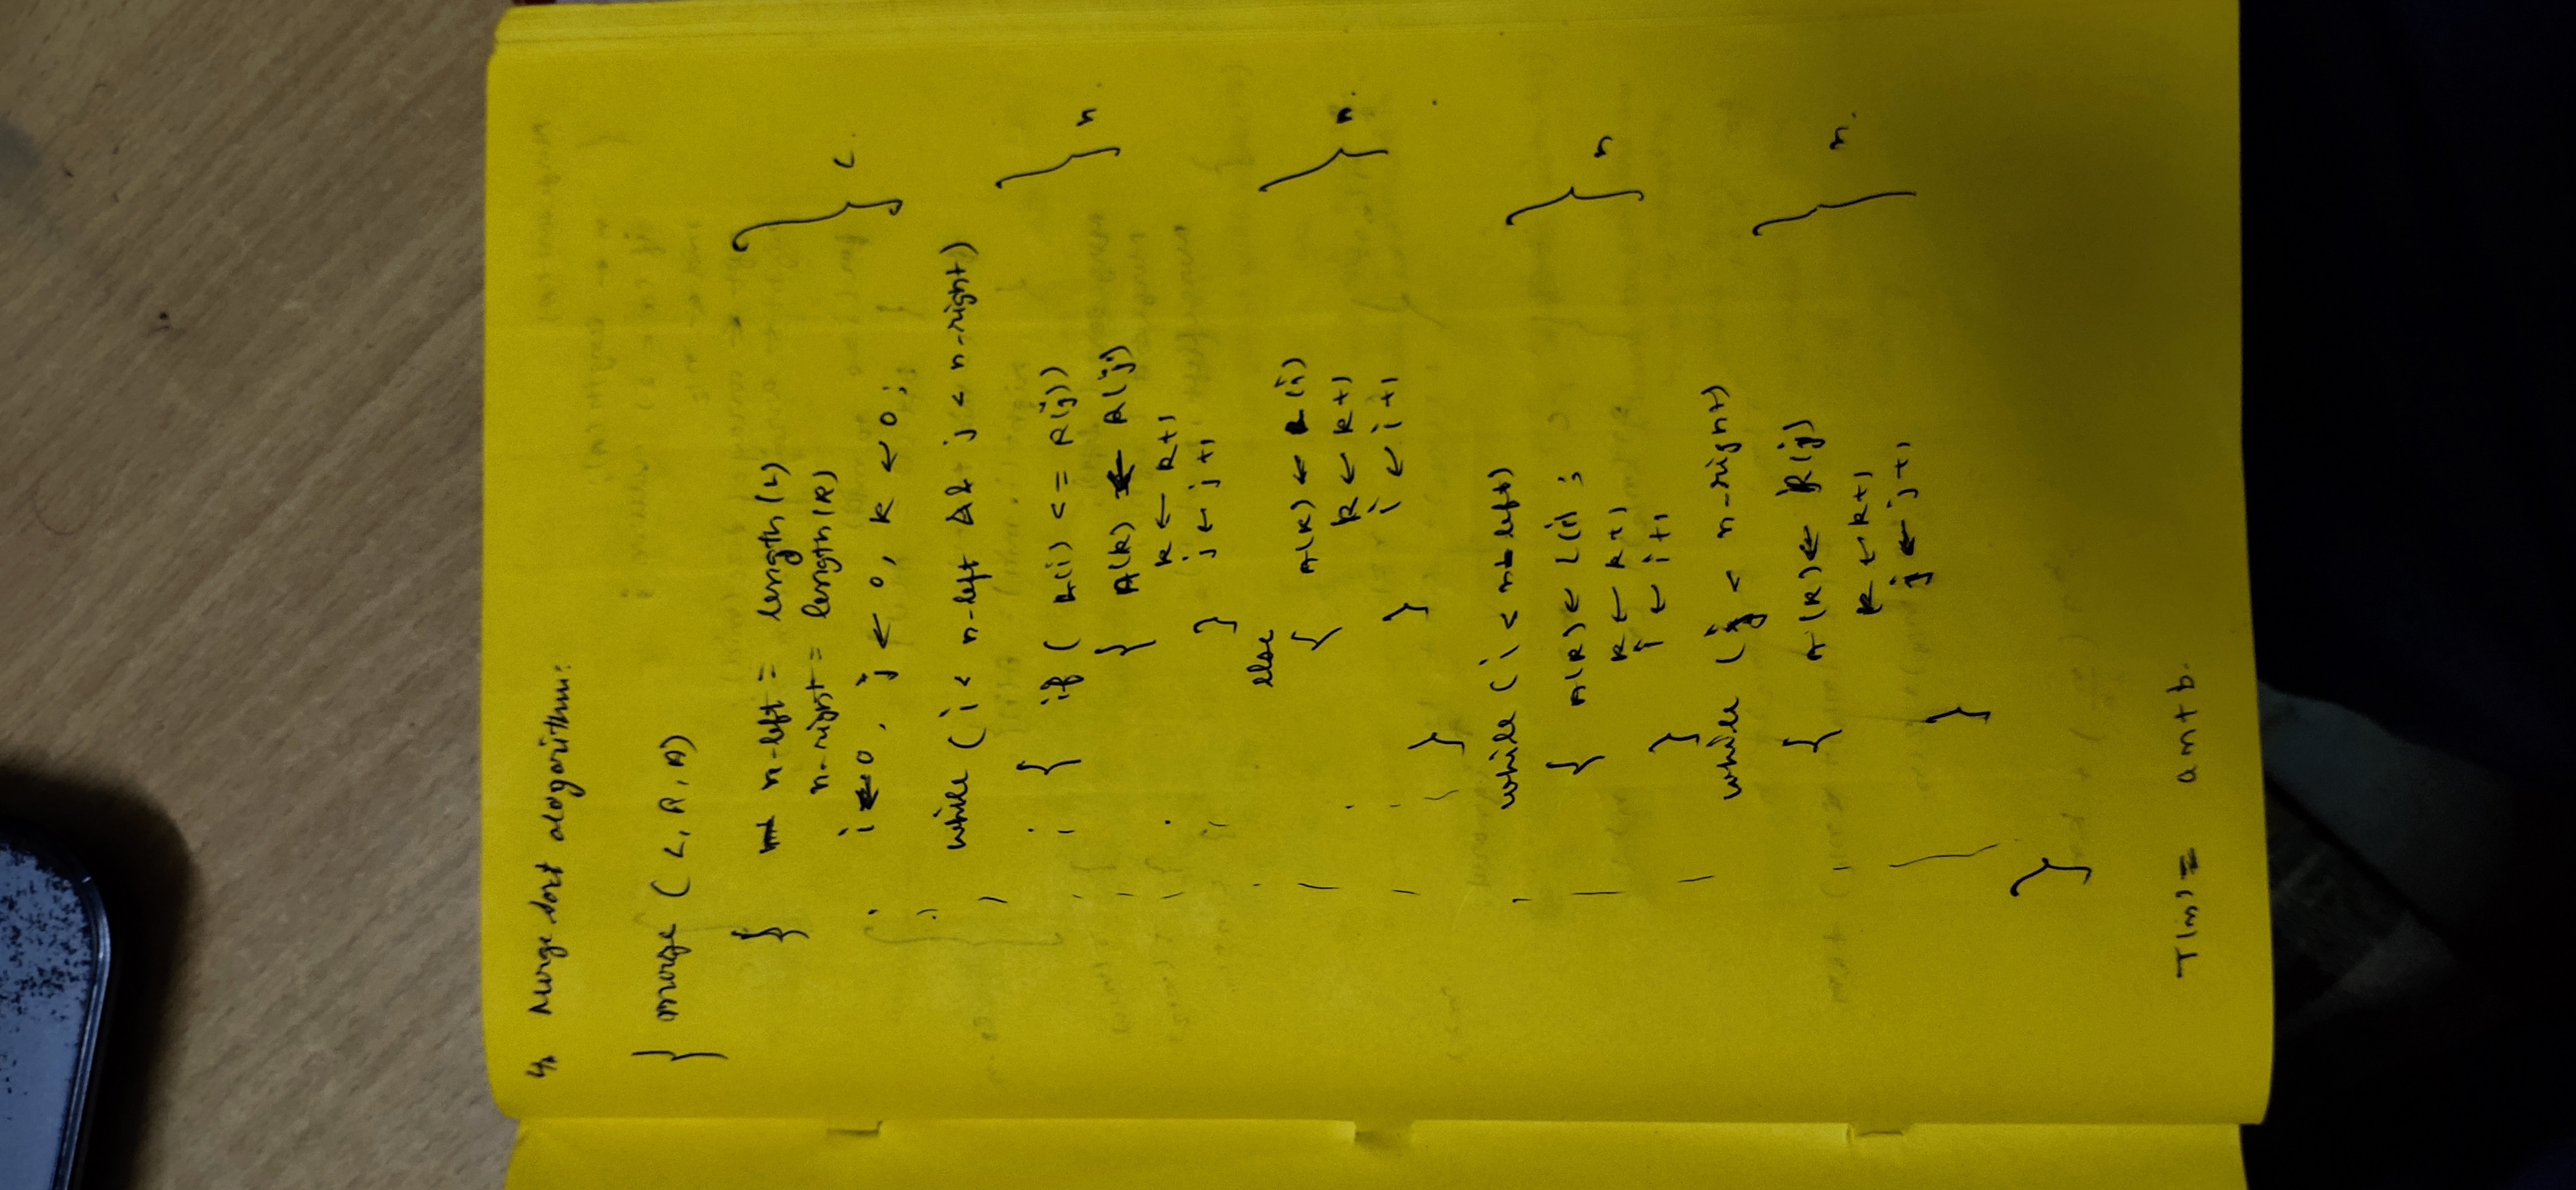 4. Merge sort alogorithm:
merge ( L, R, A)
{ n-left = length(L)
n-right = length(R)
i ← 0, j ← 0, k ← 0;
} c.
while ( i < n-left && j < n-right)
{ if ( L(i) <= R(j))
} n.
{ A(k) ← R(j)
k ← k+1
} j ← j+1
else
{ A(k) ← L(i)
k ← k+1
} n.
i ← i+1
}
}
while ( i < n-left)
{ A(k) ← L(i) ;
k ← k+1
} n
i ← i+1
}
while ( j < n-right)
{ A(k) ← R(j)
} n.
k ← k+1
j ← j+1
}
}
T(n) = an+b.